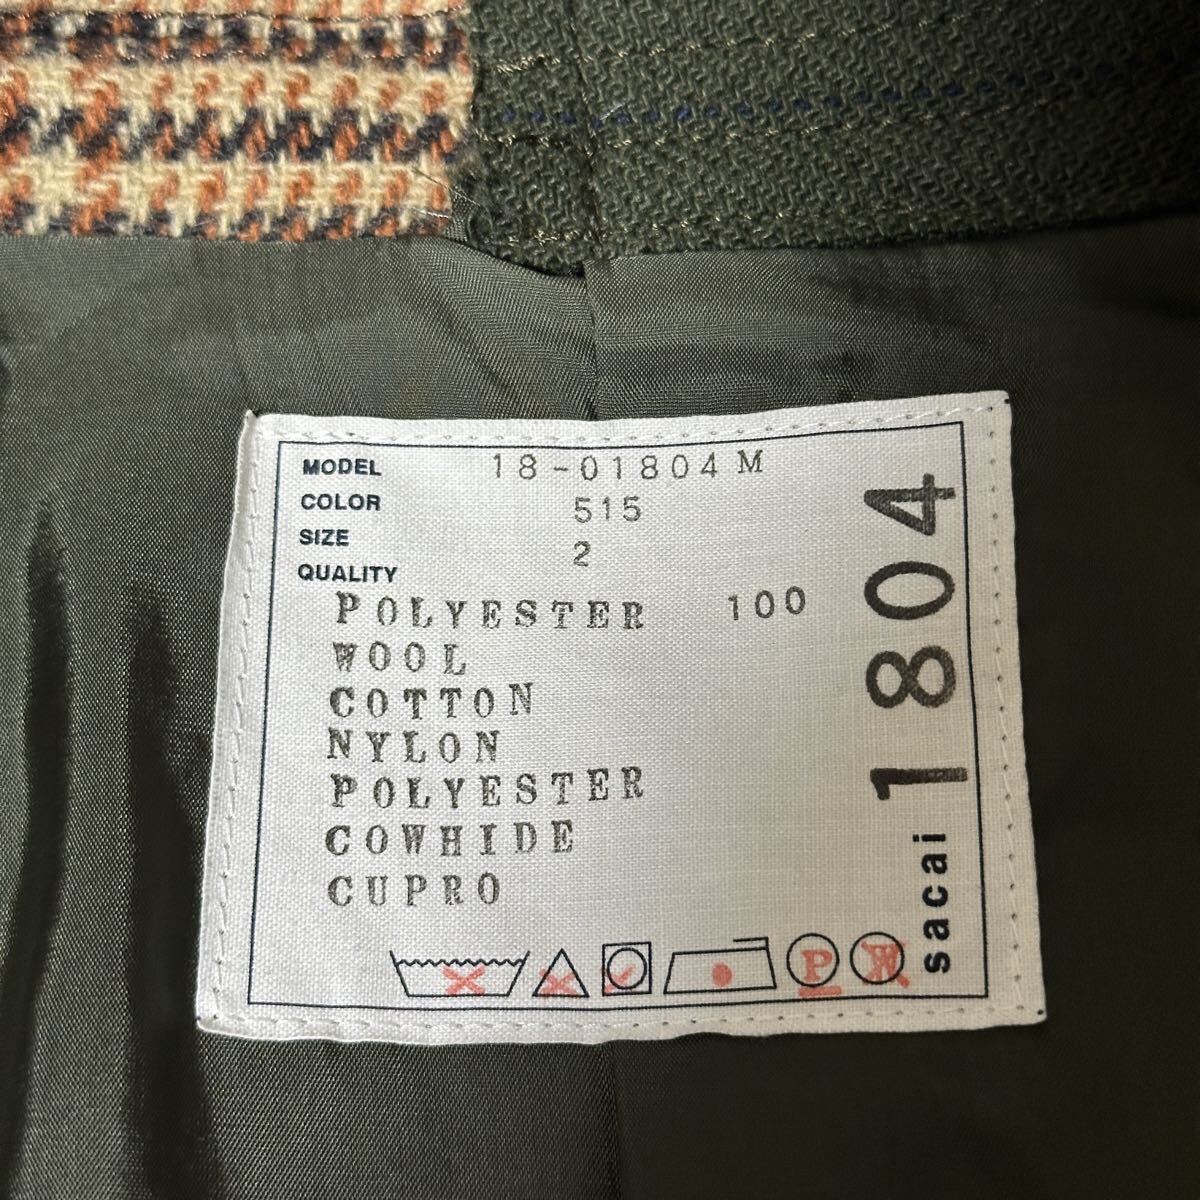 MODEL 18-01804M
COLOR 515
SIZE 2
QUALITY
POLYESTER 100
WOOL
COTTON
NYLON
POLYESTER
COWHIDE
CUPRO
P W
sacai 1804